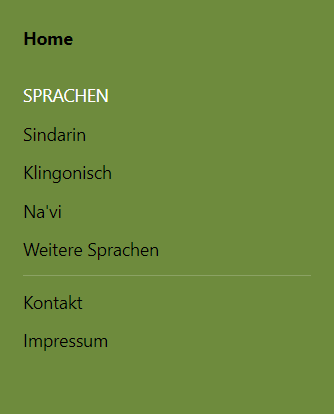 Home
SPRACHEN
Sindarin
Klingonisch
Na'vi
Weitere Sprachen
Kontakt
Impressum